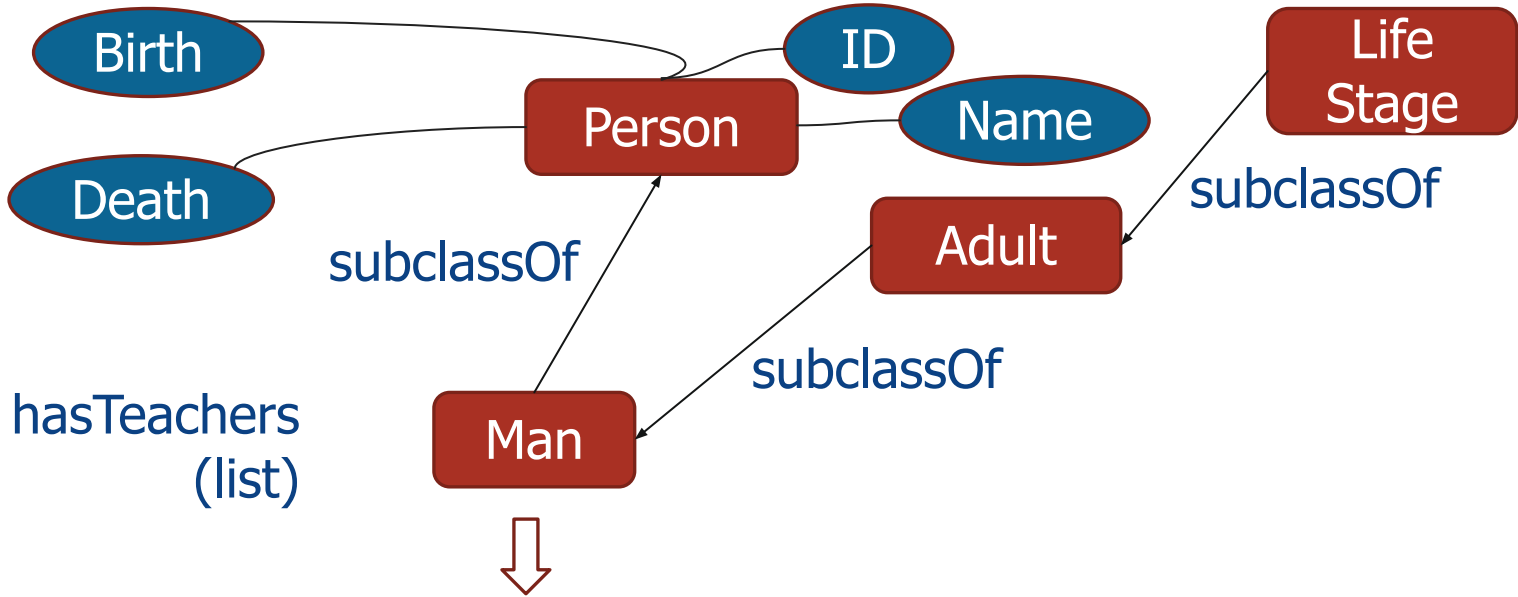 Birth
ID
Life
Stage
Person
Name
Death
subclassOf
Adult
subclassOf
subclassOf
hasTeachers
(list)
Man